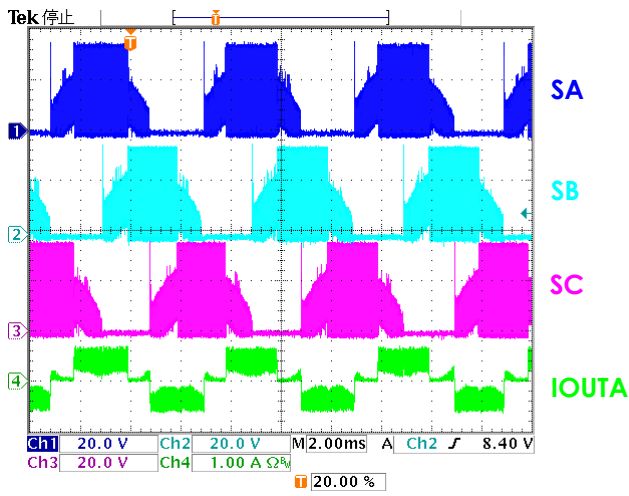 Tek 停止
T
T
1
SA
SB
2
SC
3
4
IOUTA
Ch1 20.0 V Ch2 20.0 V M 2.00ms A Ch2 8.40 V
Ch3 20.0 V Ch4 1.00 A Ω Bw
T 20.00 %